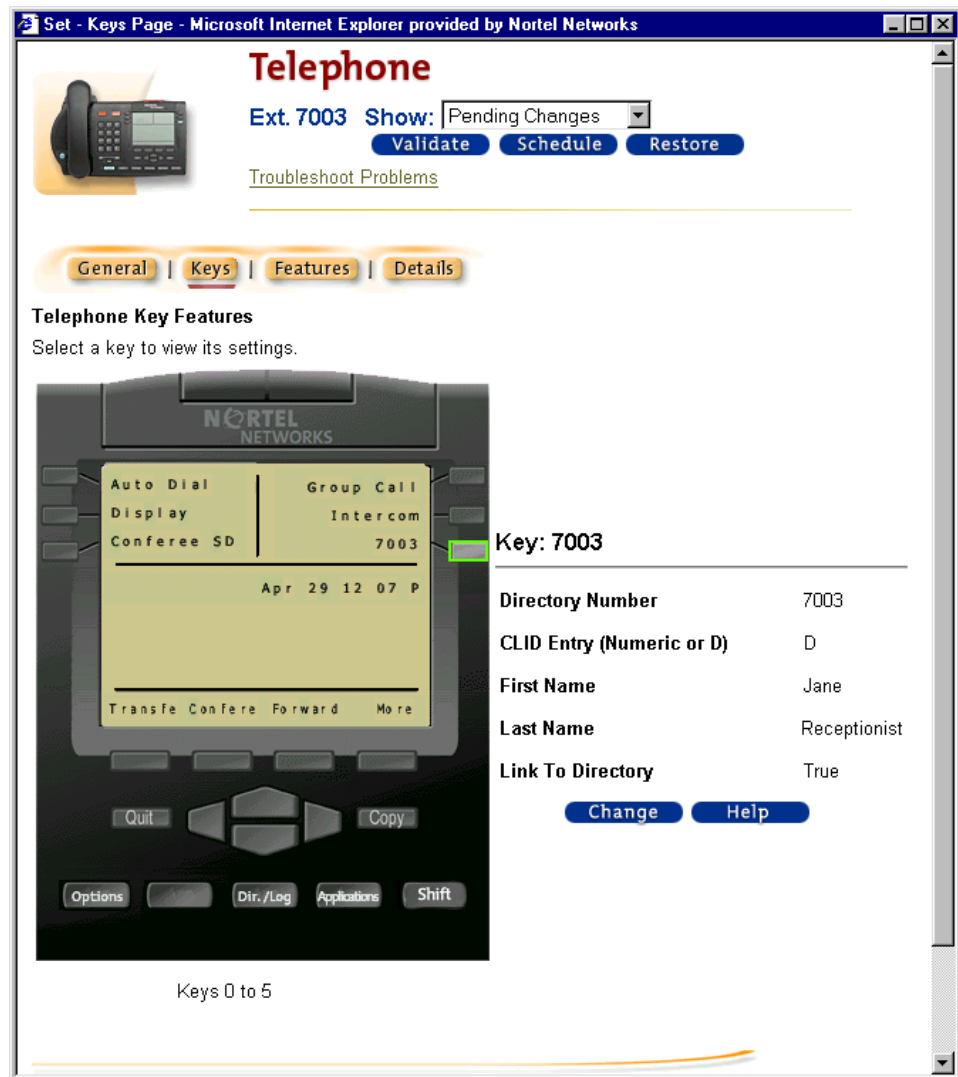 Set - Keys Page - Microsoft Internet Explorer provided by Nortel Networks
Telephone
Ext. 7003 Show: Pending Changes
Validate Schedule Restore
Troubleshoot Problems
General | Keys | Features | Details
Telephone Key Features
Select a key to view its settings.
NORTEL
NETWORKS
Auto Dial Group Call
Display Intercom
Conferee SD 7003
Apr 29 12 07 P
Transfe Confere Forward More
Quit Copy
Options Dir./Log Applications Shift
Keys 0 to 5
Key: 7003
Directory Number 7003
CLID Entry (Numeric or D) D
First Name Jane
Last Name Receptionist
Link To Directory True
Change Help